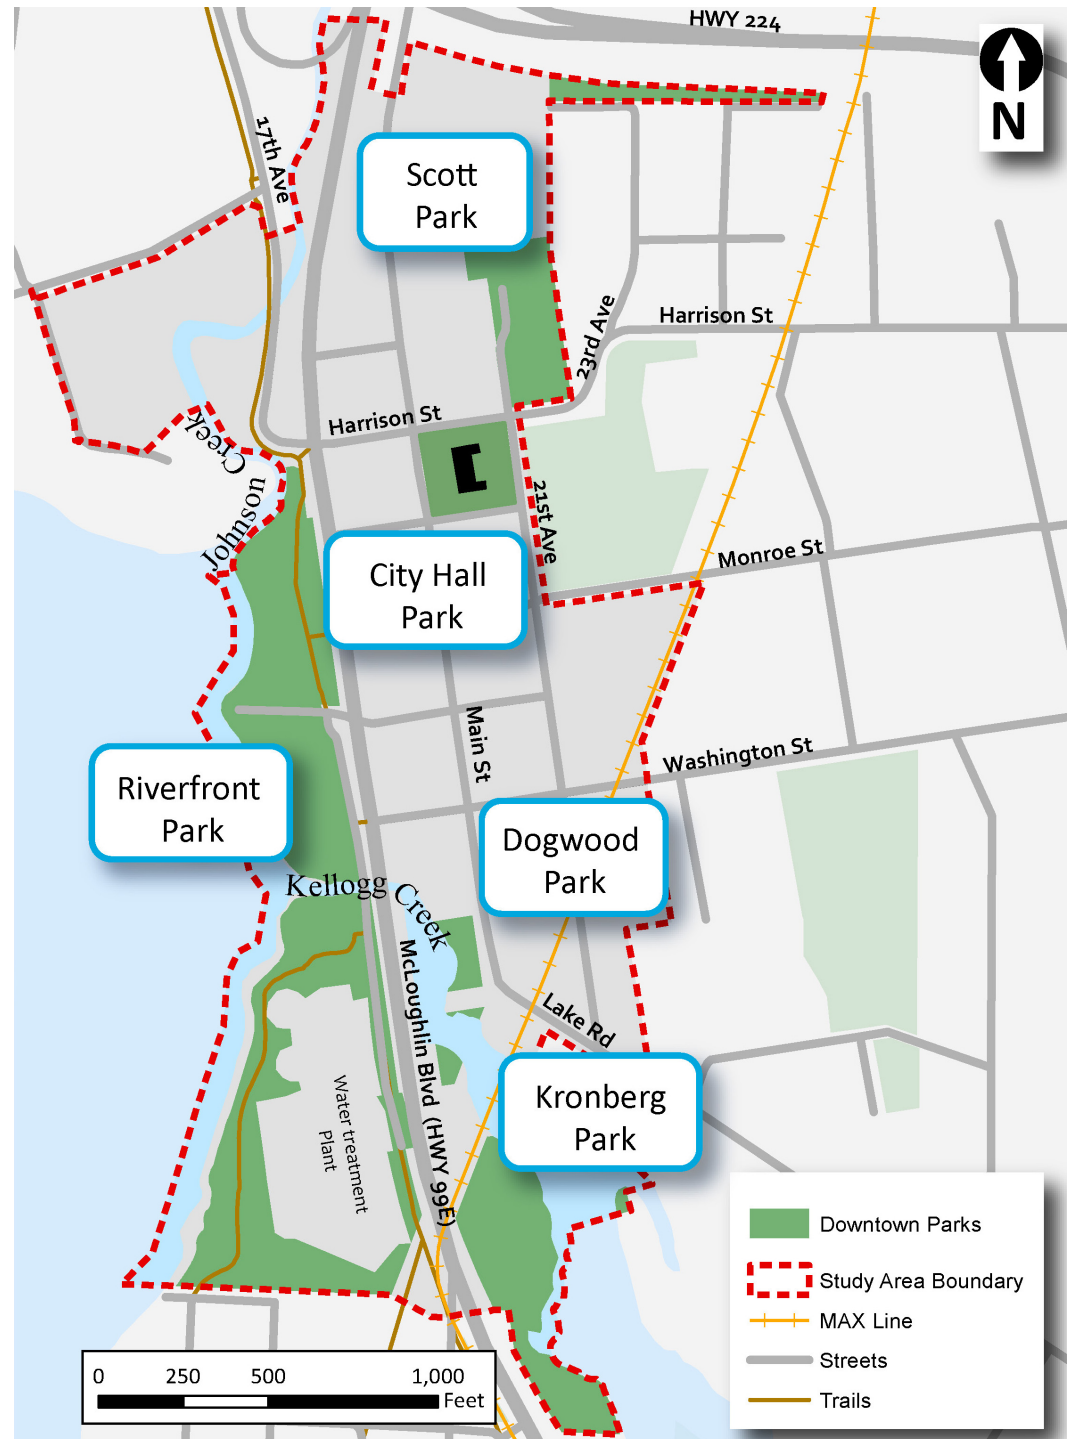 HWY 224
N
17th Ave
Scott
Park
Harrison St
23rd Ave
Harrison St
Johnson Creek
21st Ave
Monroe St
City Hall
Park
Main St
Washington St
Riverfront
Park
Dogwood
Park
Kellogg Creek
McLoughlin Blvd (HWY 99E)
Lake Rd
Kronberg
Park
Water treatment
Plant
Downtown Parks
Study Area Boundary
MAX Line
Streets
Trails
0 250 500 1,000
Feet